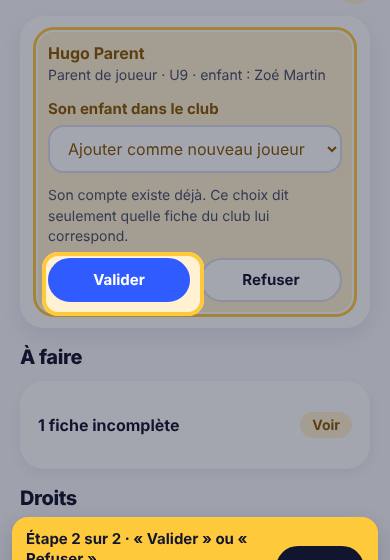 Hugo Parent
Parent de joueur · U9 · enfant : Zoé Martin
Son enfant dans le club
Ajouter comme nouveau joueur
Son compte existe déjà. Ce choix dit
seulement quelle fiche du club lui
correspond.
Valider
Refuser
À faire
1 fiche incomplète
Voir
Droits
Étape 2 sur 2 · « Valider » ou «
Refuser »